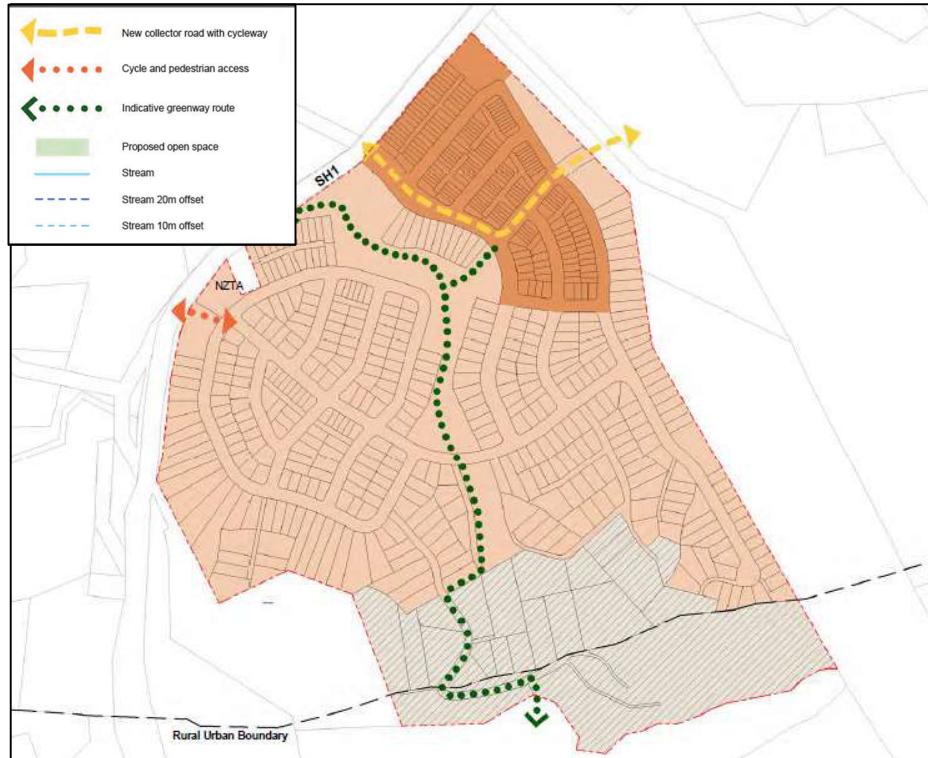 New collector road with cycleway
Cycle and pedestrian access
Indicative greenway route
Proposed open space
Stream
Stream 20m offset
Stream 10m offset
SH1
NZTA
Rural Urban Boundary